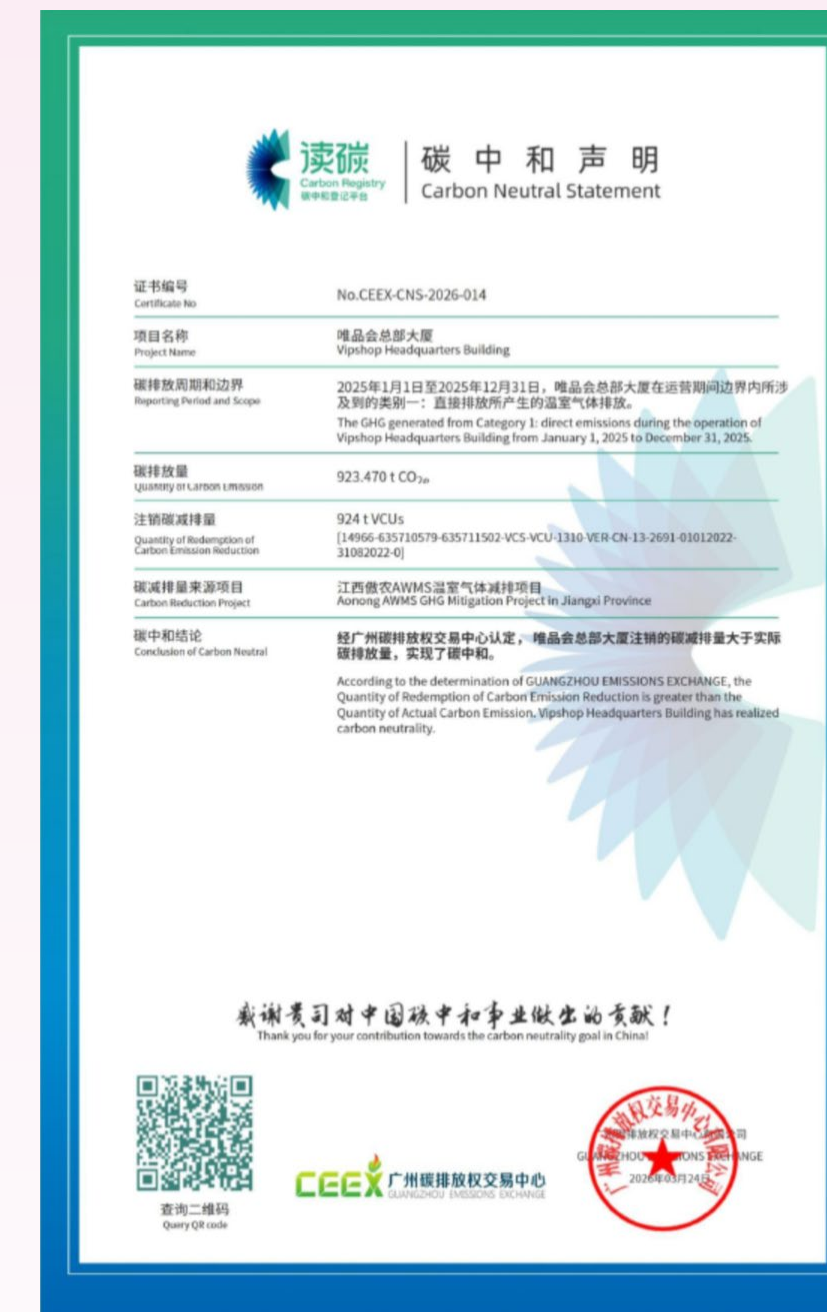 读碳
Carbon Registry
碳中和登记平台
碳中和声明
Carbon Neutral Statement
证书编号
Certificate No
No.CEEX-CNS-2026-014
项目名称
Project Name
唯品会总部大厦
Vipshop Headquarters Building
碳排放周期和边界
Reporting Period and Scope
2025年1月1日至2025年12月31日，唯品会总部大厦在运营期间边界内所涉
及到的类别一：直接排放所产生的温室气体排放。
The GHG generated from Category 1: direct emissions during the operation of
Vipshop Headquarters Building from January 1, 2025 to December 31, 2025.
碳排放量
Quantity of Carbon Emission
923.470 t CO₂ₑ
注销碳减排量
Quantity of Redemption of
Carbon Emission Reduction
924 t VCUs
[14966-635710579-635711502-VCS-VCU-1310-VER-CN-13-2691-01012022-
31082022-0]
碳减排量来源项目
Carbon Reduction Project
江西傲农AWMS温室气体减排项目
Aonong AWMS GHG Mitigation Project in Jiangxi Province
碳中和结论
Conclusion of Carbon Neutral
经广州碳排放权交易中心认定，唯品会总部大厦注销的碳减排量大于实际
碳排放量，实现了碳中和。
According to the determination of GUANGZHOU EMISSIONS EXCHANGE, the
Quantity of Redemption of Carbon Emission Reduction is greater than the
Quantity of Actual Carbon Emission. Vipshop Headquarters Building has realized
carbon neutrality.
感谢贵司对中国碳中和事业做出的贡献！
Thank you for your contribution towards the carbon neutrality goal in China!
查询二维码
Query QR code
CEEX 广州碳排放权交易中心
GUANGZHOU EMISSIONS EXCHANGE
广州碳排放权交易中心有限公司
2026年03月24日